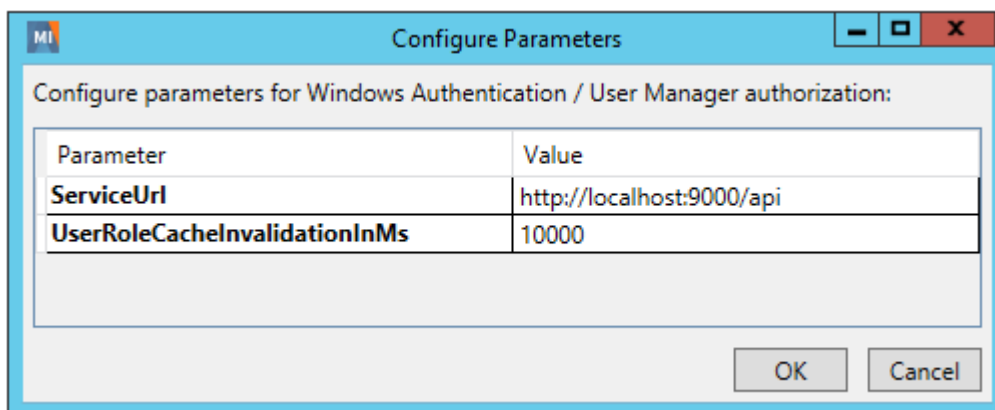 MI
Configure Parameters
Configure parameters for Windows Authentication / User Manager authorization:
Parameter Value
ServiceUrl http://localhost:9000/api
UserRoleCacheInvalidationInMs 10000
OK Cancel